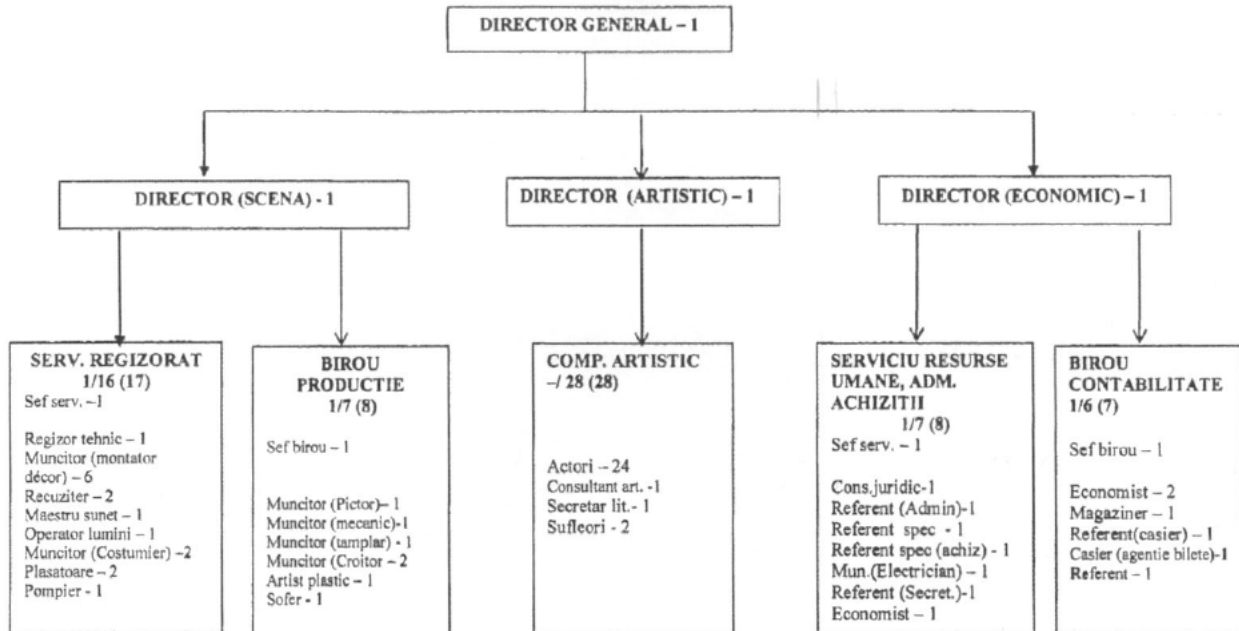 DIRECTOR GENERAL – 1
DIRECTOR (SCENA) - 1
DIRECTOR (ARTISTIC) – 1
DIRECTOR (ECONOMIC) – 1
SERV. REGIZORAT
1/16 (17)
Sef serv. –1
Regizor tehnic – 1
Muncitor (montator
décor) – 6
Recuziter – 2
Maestru sunet – 1
Operator lumini – 1
Muncitor (Costumier) –2
Plasatoare – 2
Pompier - 1
BIROU
PRODUCTIE
1/7 (8)
Sef birou – 1
Muncitor (Pictor)– 1
Muncitor (mecanic)-1
Muncitor (tamplar) - 1
Muncitor (Croitor – 2
Artist plastic – 1
Sofer - 1
COMP. ARTISTIC
–/ 28 (28)
Actori – 24
Consultant art. -1
Secretar lit.- 1
Sufleori - 2
SERVICIU RESURSE
UMANE, ADM.
ACHIZITII
1/7 (8)
Sef serv. – 1
Cons.juridic-1
Referent (Admin)-1
Referent spec - 1
Referent spec (achiz) - 1
Mun.(Electrician) – 1
Referent (Secret.)-1
Economist – 1
BIROU
CONTABILITATE
1/6 (7)
Sef birou – 1
Economist – 2
Magaziner – 1
Referent(casier) – 1
Casier (agentie bilete)-1
Referent – 1